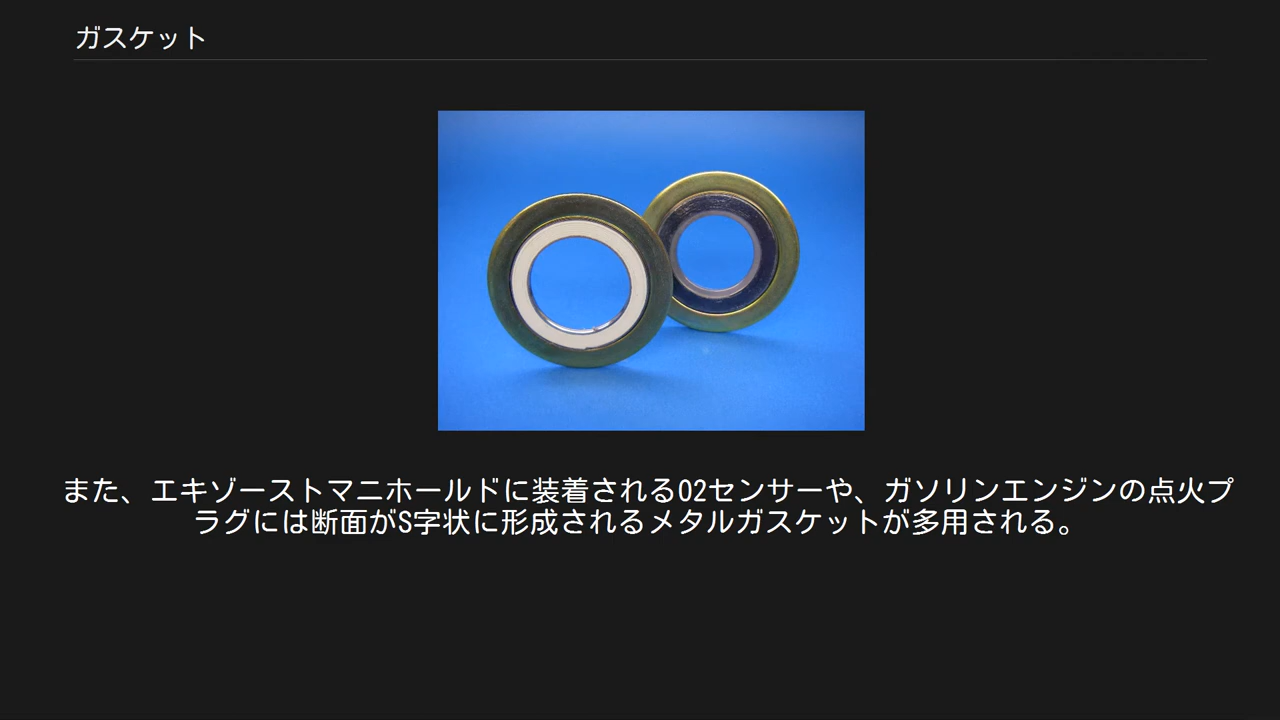 ガスケット
また、エキゾーストマニホールドに装着されるO2センサーや、ガソリンエンジンの点火プ
ラグには断面がS字状に形成されるメタルガスケットが多用される。